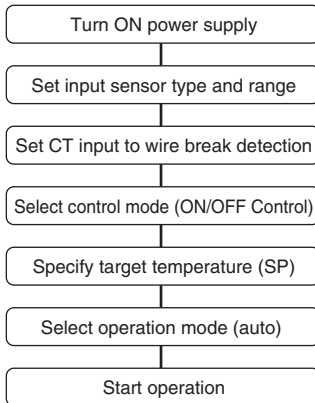 Turn ON power supply
Set input sensor type and range
Set CT input to wire break detection
Select control mode (ON/OFF Control)
Specify target temperature (SP)
Select operation mode (auto)
Start operation